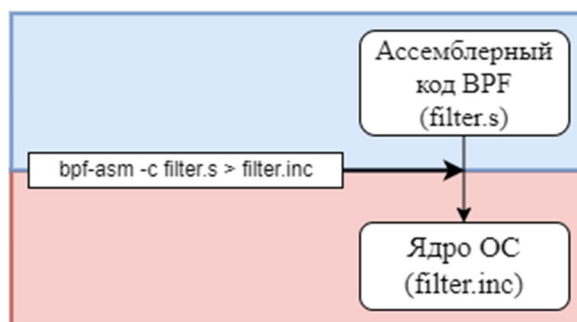 Ассемблерный
код BPF
(filter.s)
bpf-asm -c filter.s > filter.inc
Ядро ОС
(filter.inc)